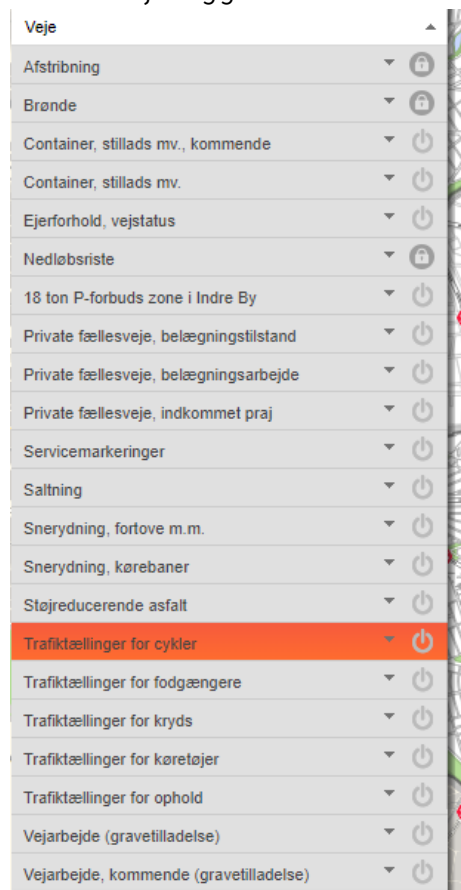 Veje
Afstribning
Brønde
Container, stillads mv., kommende
Container, stillads mv.
Ejerforhold, vejstatus
Nedløbsriste
18 ton P-forbuds zone i Indre By
Private fællesveje, belægningstilstand
Private fællesveje, belægningsarbejde
Private fællesveje, indkommet praj
Servicemarkeringer
Saltning
Snerydning, fortove m.m.
Snerydning, kørebaner
Støjreducerende asfalt
Trafiktællinger for cykler
Trafiktællinger for fodgængere
Trafiktællinger for kryds
Trafiktællinger for køretøjer
Trafiktællinger for ophold
Vejarbejde (gravetilladelse)
Vejarbejde, kommende (gravetilladelse)